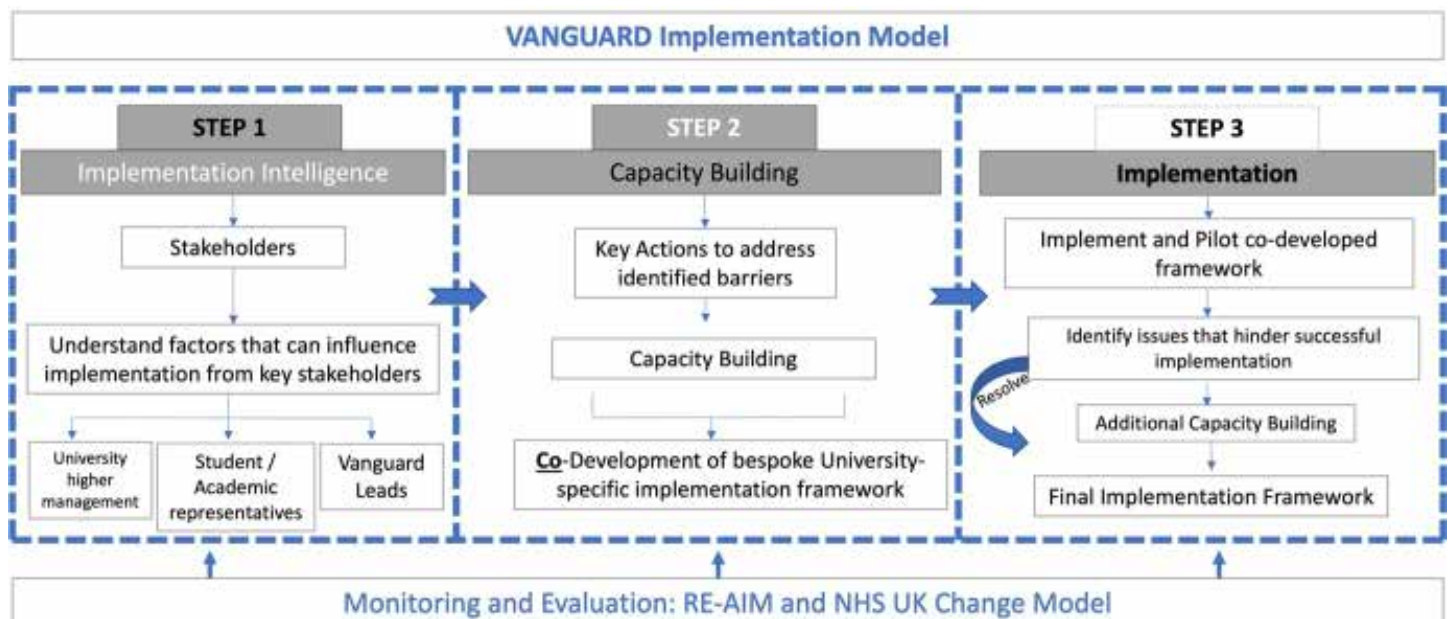 VANGUARD Implementation Model
STEP 1
Implementation Intelligence
Stakeholders
Understand factors that can influence
implementation from key stakeholders
University
higher
management
Student /
Academic
representatives
Vanguard
Leads
STEP 2
Capacity Building
Key Actions to address
identified barriers
Capacity Building
Co-Development of bespoke University-
specific implementation framework
STEP 3
Implementation
Implement and Pilot co-developed
framework
Identify issues that hinder successful
implementation
Resolve
Additional Capacity Building
Final Implementation Framework
Monitoring and Evaluation: RE-AIM and NHS UK Change Model